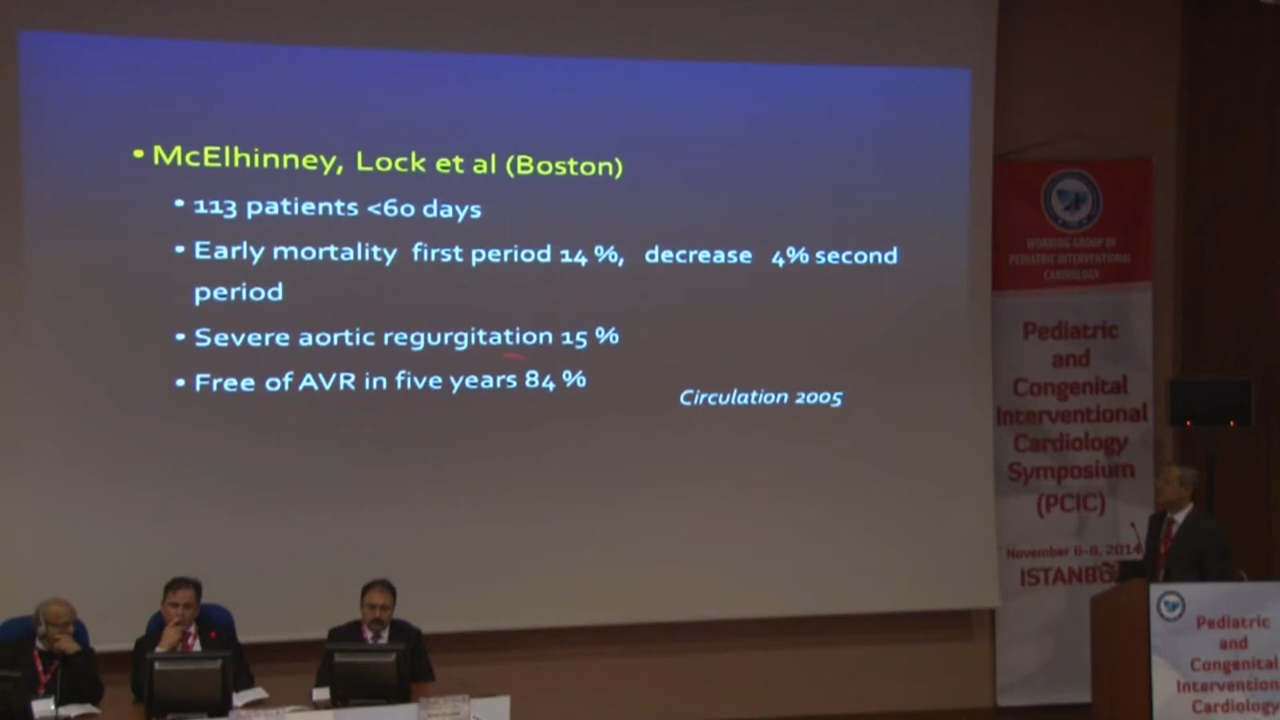 • McElhinney, Lock et al (Boston)
• 113 patients <60 days
• Early mortality first period 14 %, decrease 4% second
period
• Severe aortic regurgitation 15 %
• Free of AVR in five years 84 %
Circulation 2005
WORKING GROUP OF
PEDIATRIC INTERVENTIONAL
CARDIOLOGY
Pediatric
and
Congenital
Interventional
Cardiology
Symposium
(PCIC)
November 6-8, 2014
ISTANB
Pediatric
and
Congenital
Intervention
Cardiology